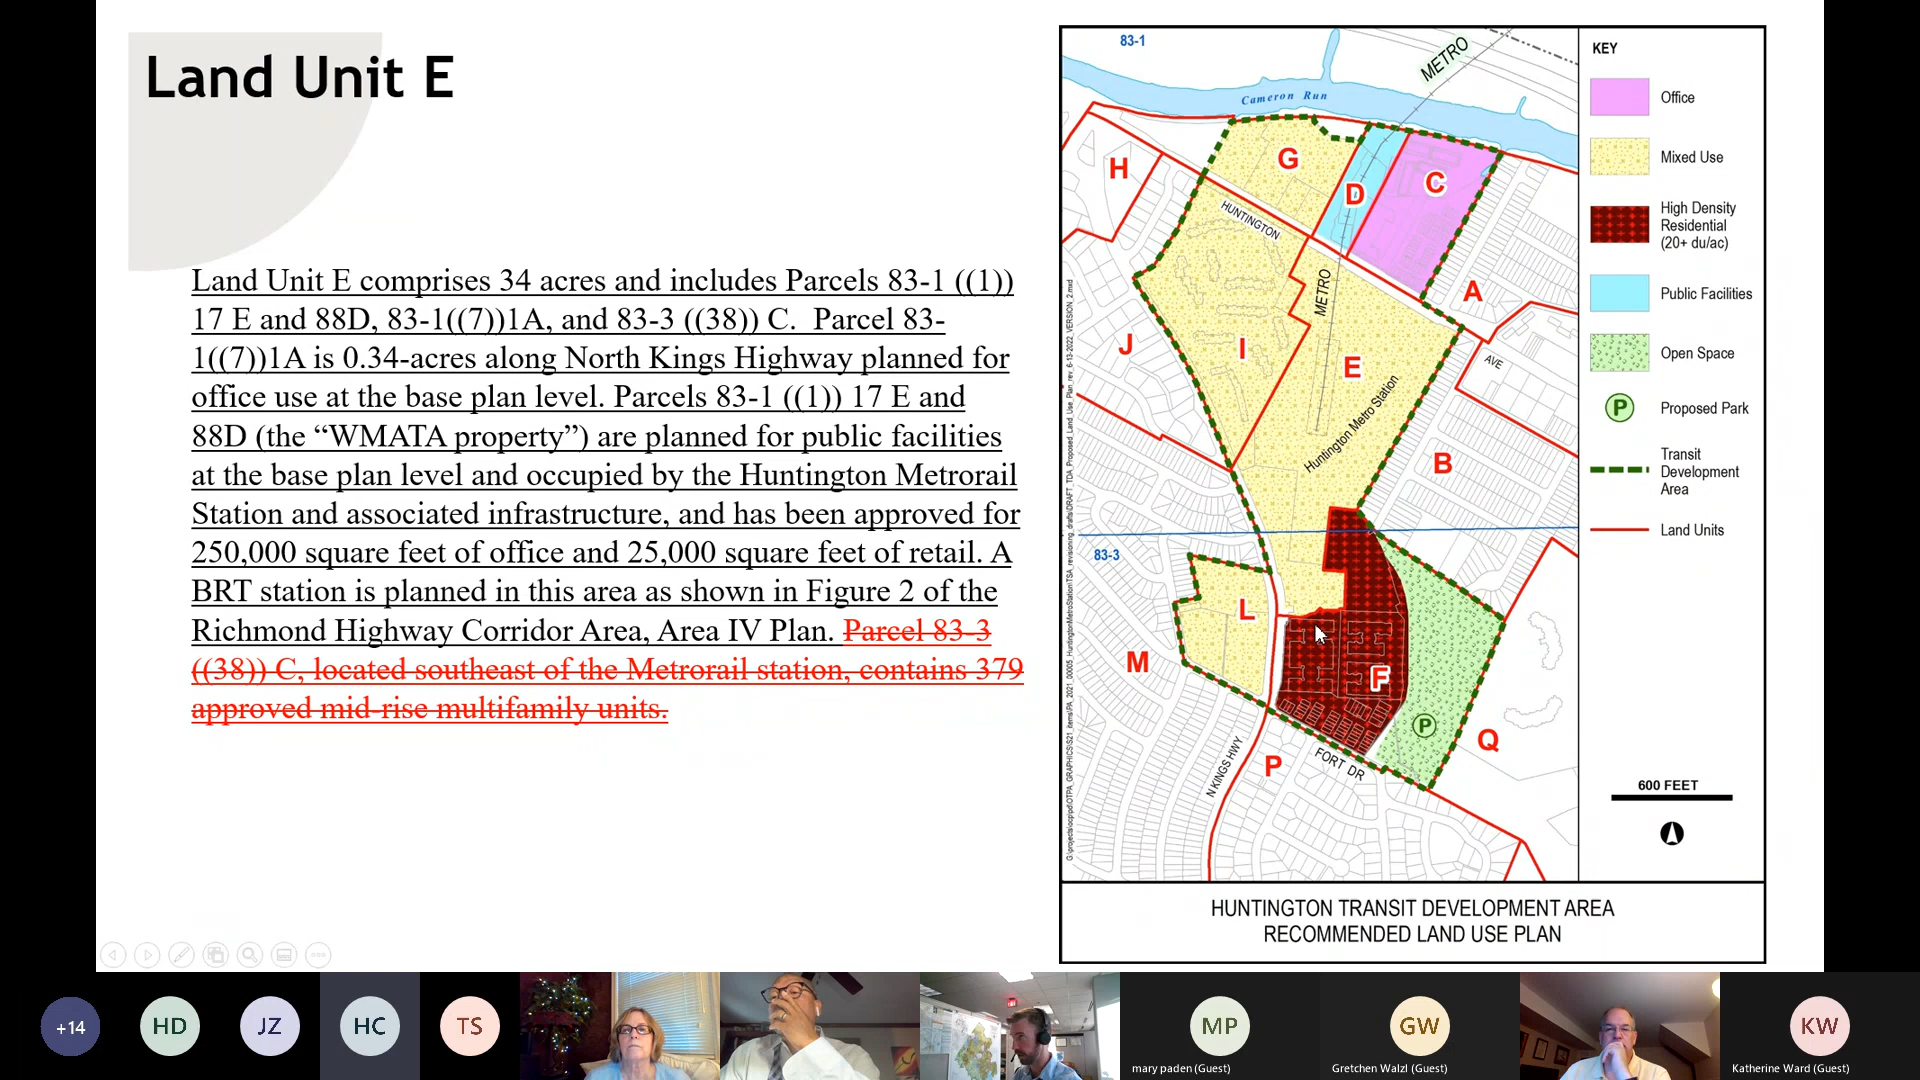 Land Unit E
Land Unit E comprises 34 acres and includes Parcels 83-1 ((1))
17 E and 88D, 83-1((7))1A, and 83-3 ((38)) C.  Parcel 83-
1((7))1A is 0.34-acres along North Kings Highway planned for
office use at the base plan level. Parcels 83-1 ((1)) 17 E and
88D (the “WMATA property”) are planned for public facilities
at the base plan level and occupied by the Huntington Metrorail
Station and associated infrastructure, and has been approved for
250,000 square feet of office and 25,000 square feet of retail. A
BRT station is planned in this area as shown in Figure 2 of the
Richmond Highway Corridor Area, Area IV Plan. Parcel 83-3
((38)) C, located southeast of the Metrorail station, contains 379
approved mid-rise multifamily units.
83-1
METRO
Cameron Run
H
G
D
C
HUNTINGTON
METRO
A
J
I
E
AVE
Huntington Metro Station
B
83-3
L
M
F
P
Q
N KINGS HWY
P
FORT DR
KEY
Office
Mixed Use
High Density
Residential
(20+ du/ac)
Public Facilities
Open Space
P
Proposed Park
Transit
Development
Area
Land Units
600 FEET
HUNTINGTON TRANSIT DEVELOPMENT AREA
RECOMMENDED LAND USE PLAN
+14
HD
JZ
HC
TS
MP
mary paden (Guest)
GW
Gretchen Walzl (Guest)
KW
Katherine Ward (Guest)